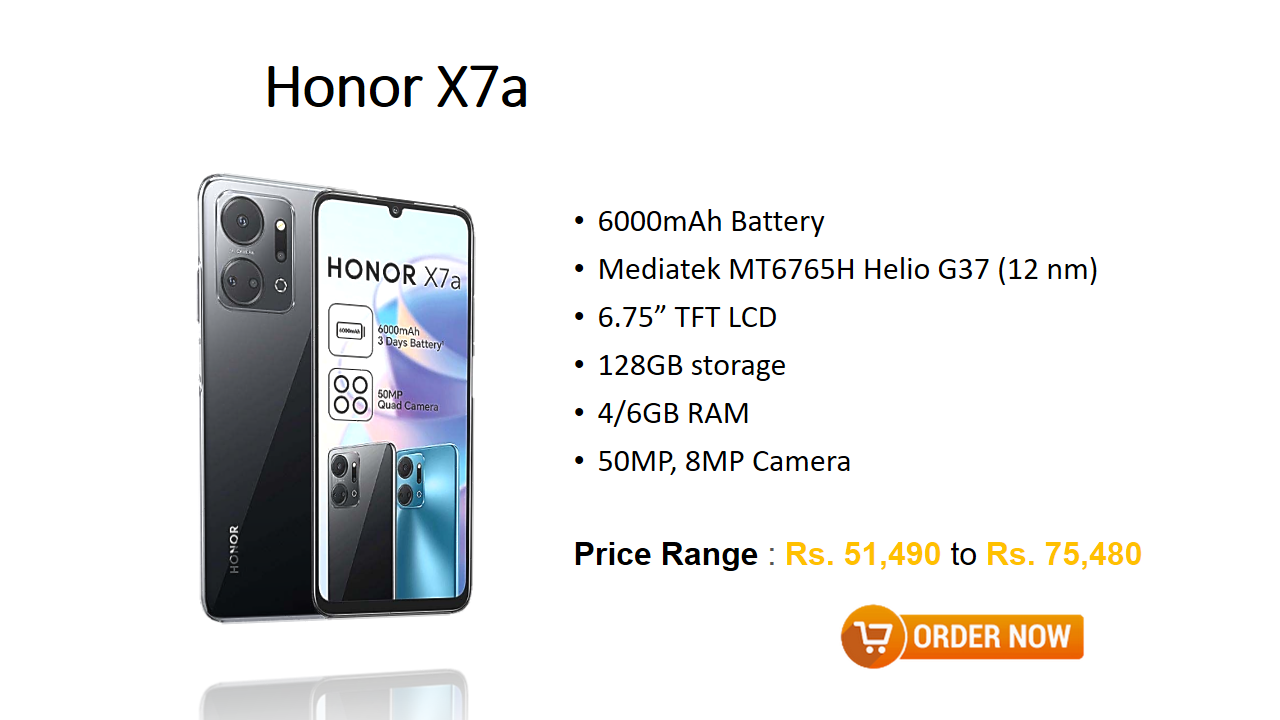 Honor X7a
HONOR X7a
6000mAh
6000mAh
3 Days Battery¹
50MP
Quad Camera
HONOR
• 6000mAh Battery
• Mediatek MT6765H Helio G37 (12 nm)
• 6.75” TFT LCD
• 128GB storage
• 4/6GB RAM
• 50MP, 8MP Camera
Price Range : Rs. 51,490 to Rs. 75,480
ORDER NOW